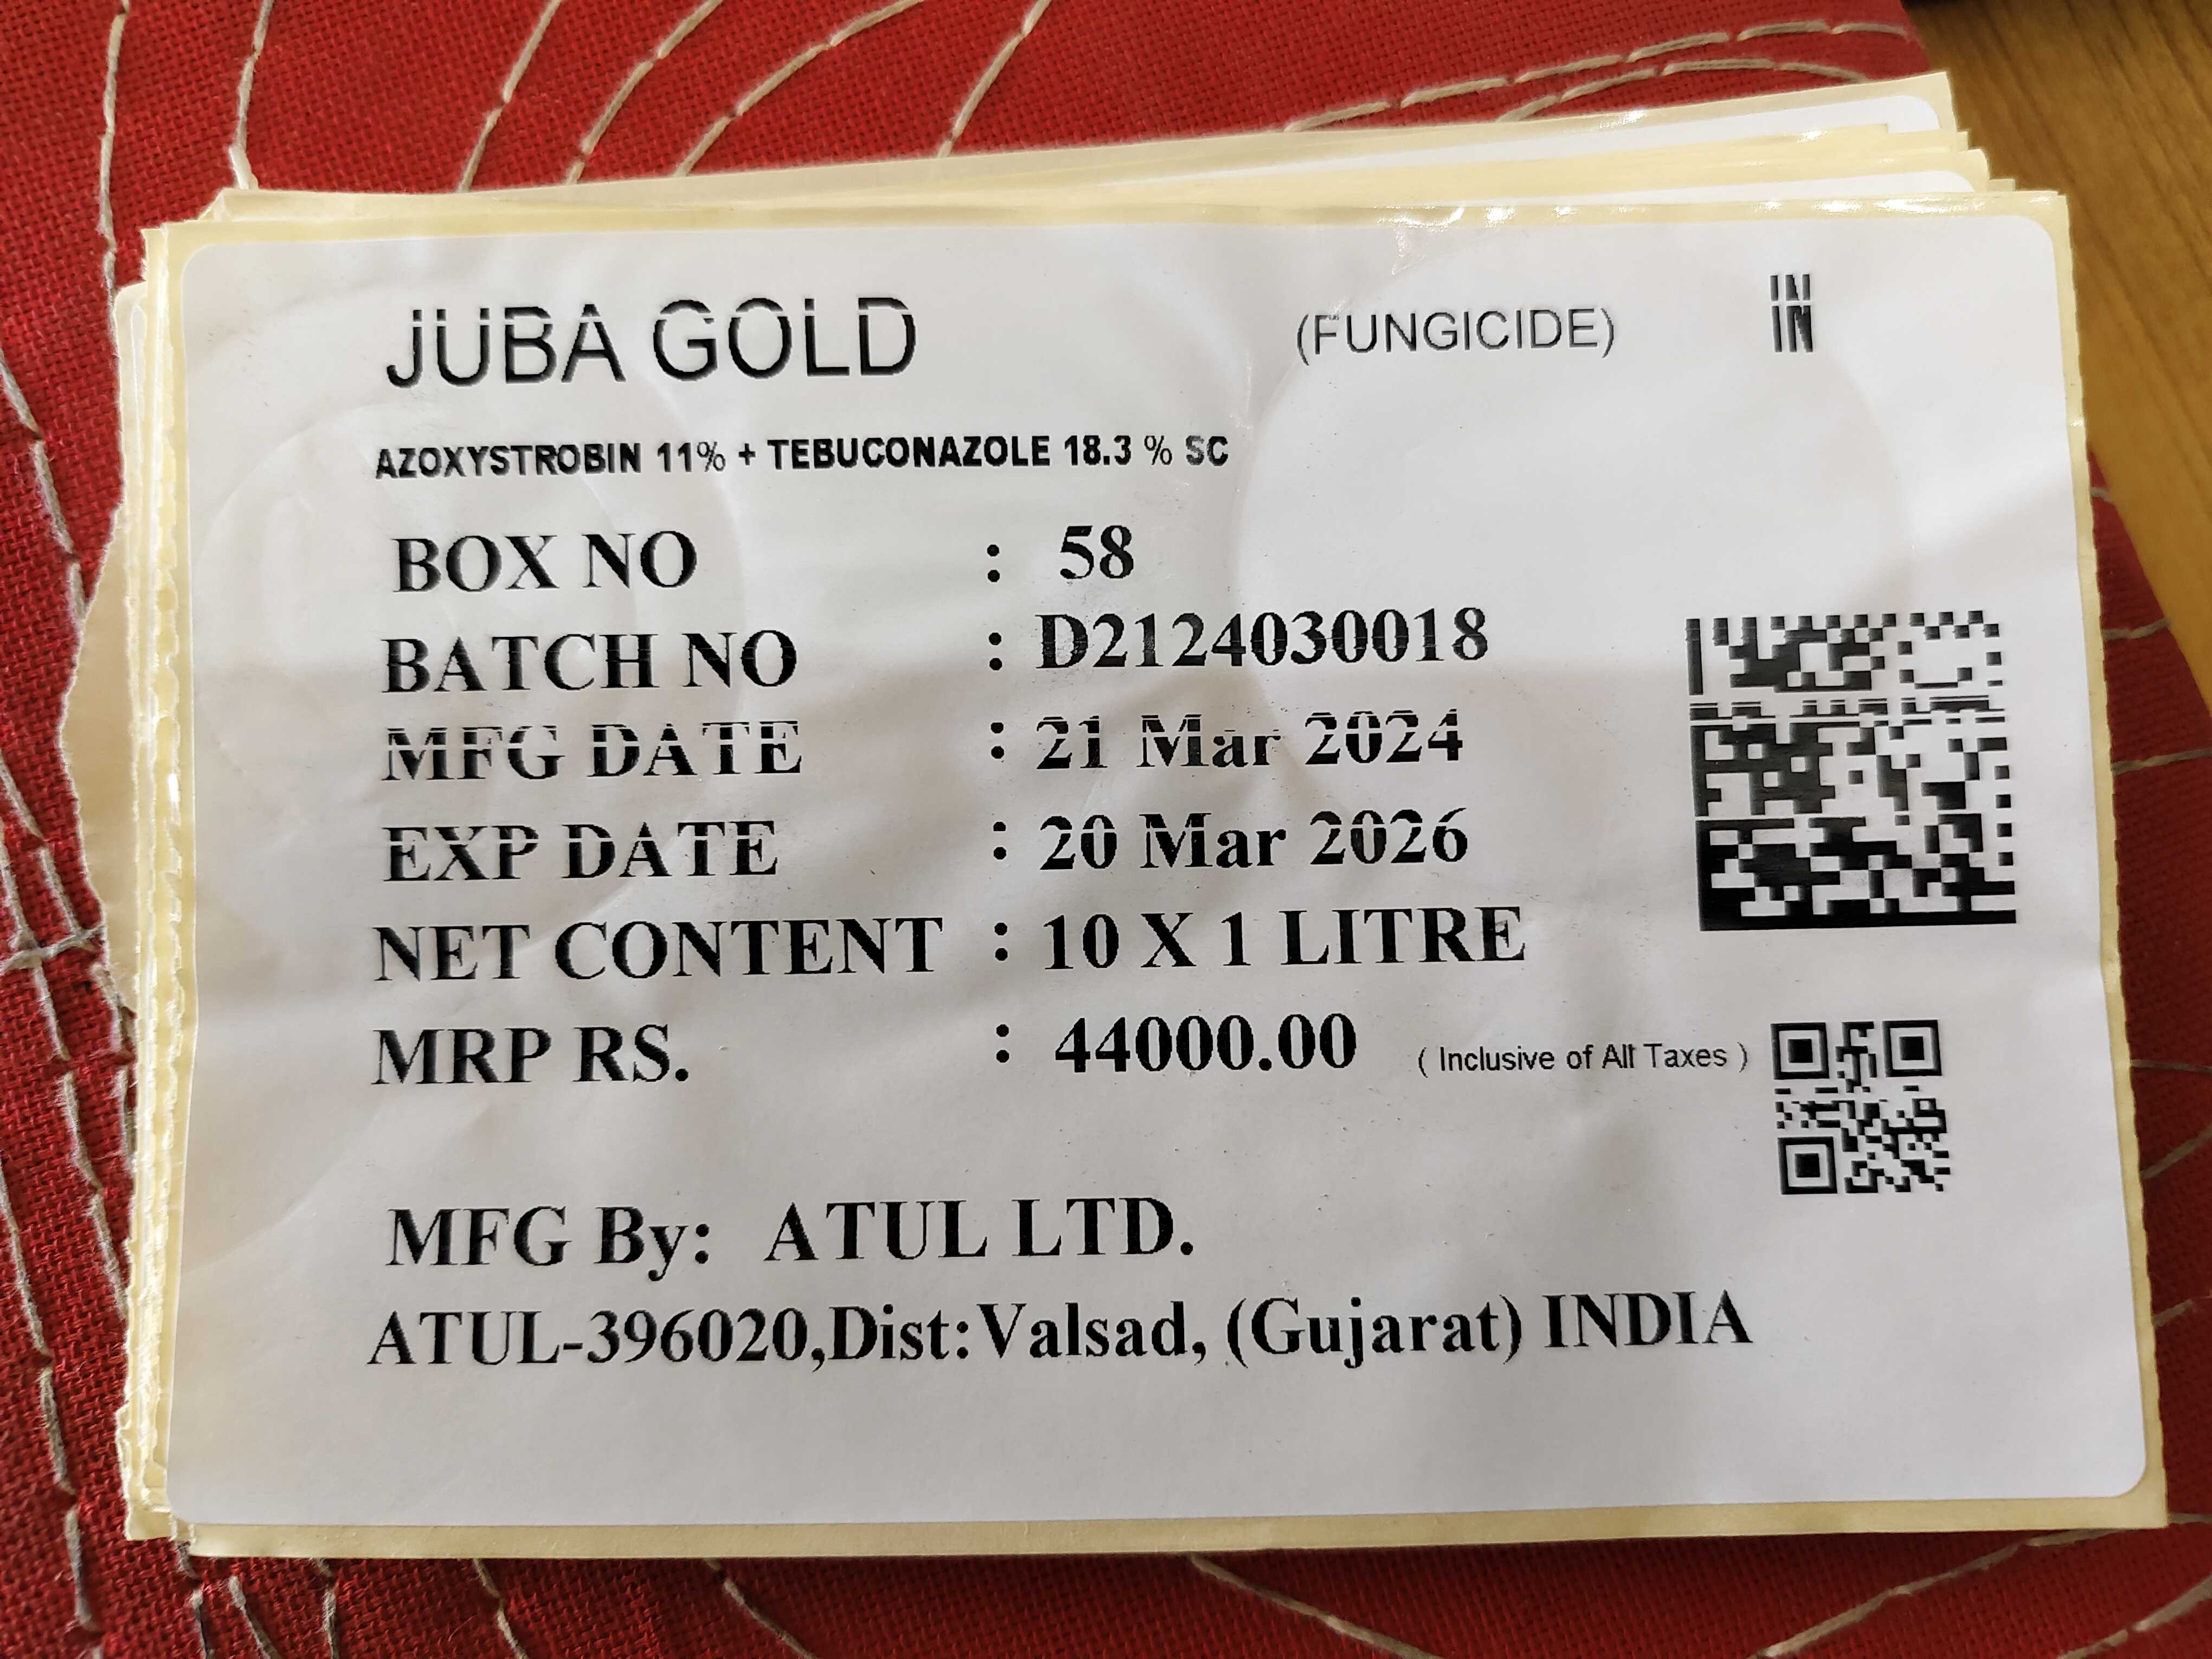 JUBA GOLD (FUNGICIDE) IN
AZOXYSTROBIN 11% + TEBUCONAZOLE 18.3 % SC
BOX NO : 58
BATCH NO : D2124030018
MFG DATE : 21 Mar 2024
EXP DATE : 20 Mar 2026
NET CONTENT : 10 X 1 LITRE
MRP RS. : 44000.00 ( Inclusive of All Taxes )
MFG By: ATUL LTD.
ATUL-396020,Dist:Valsad, (Gujarat) INDIA